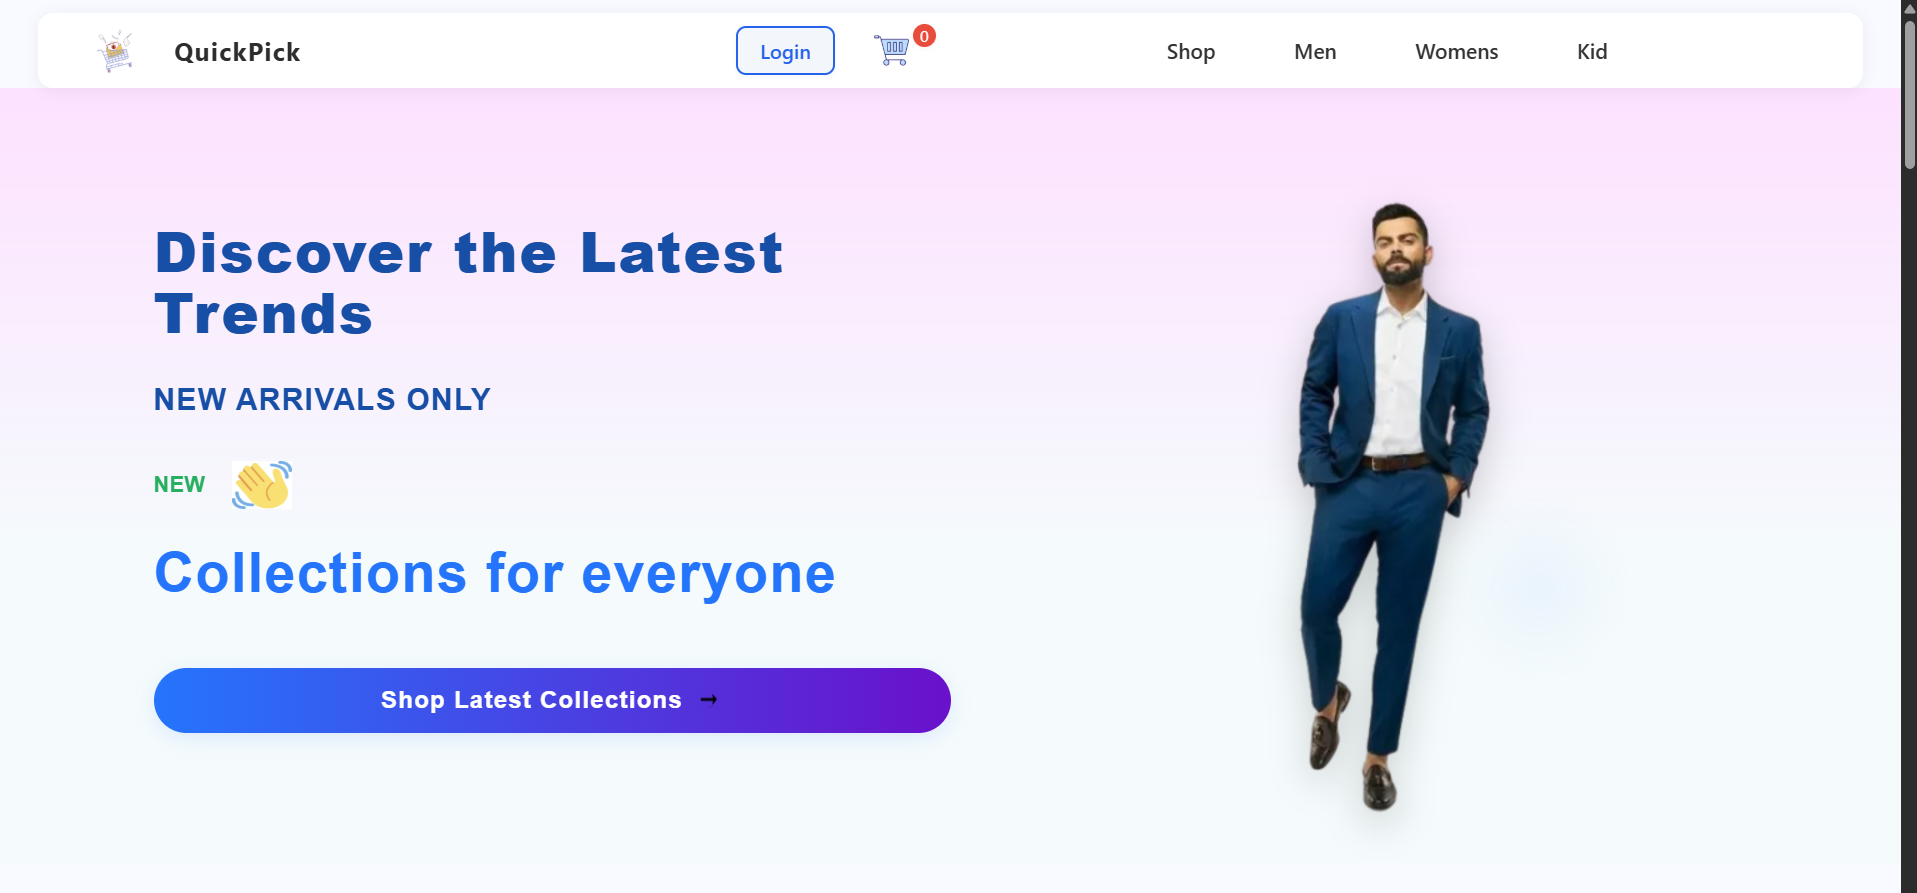 QuickPick
Login
0
Shop
Men
Womens
Kid
Discover the Latest
Trends
NEW ARRIVALS ONLY
NEW
Collections for everyone
Shop Latest Collections →